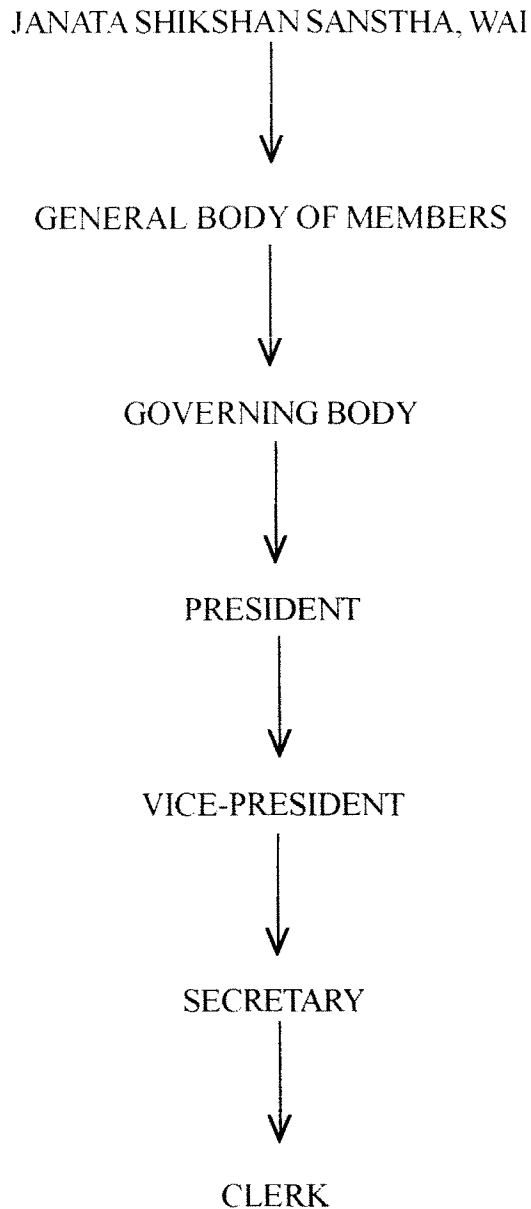 JANATA SHIKSHAN SANSTHA, WAI
GENERAL BODY OF MEMBERS
GOVERNING BODY
PRESIDENT
VICE-PRESIDENT
SECRETARY
CLERK